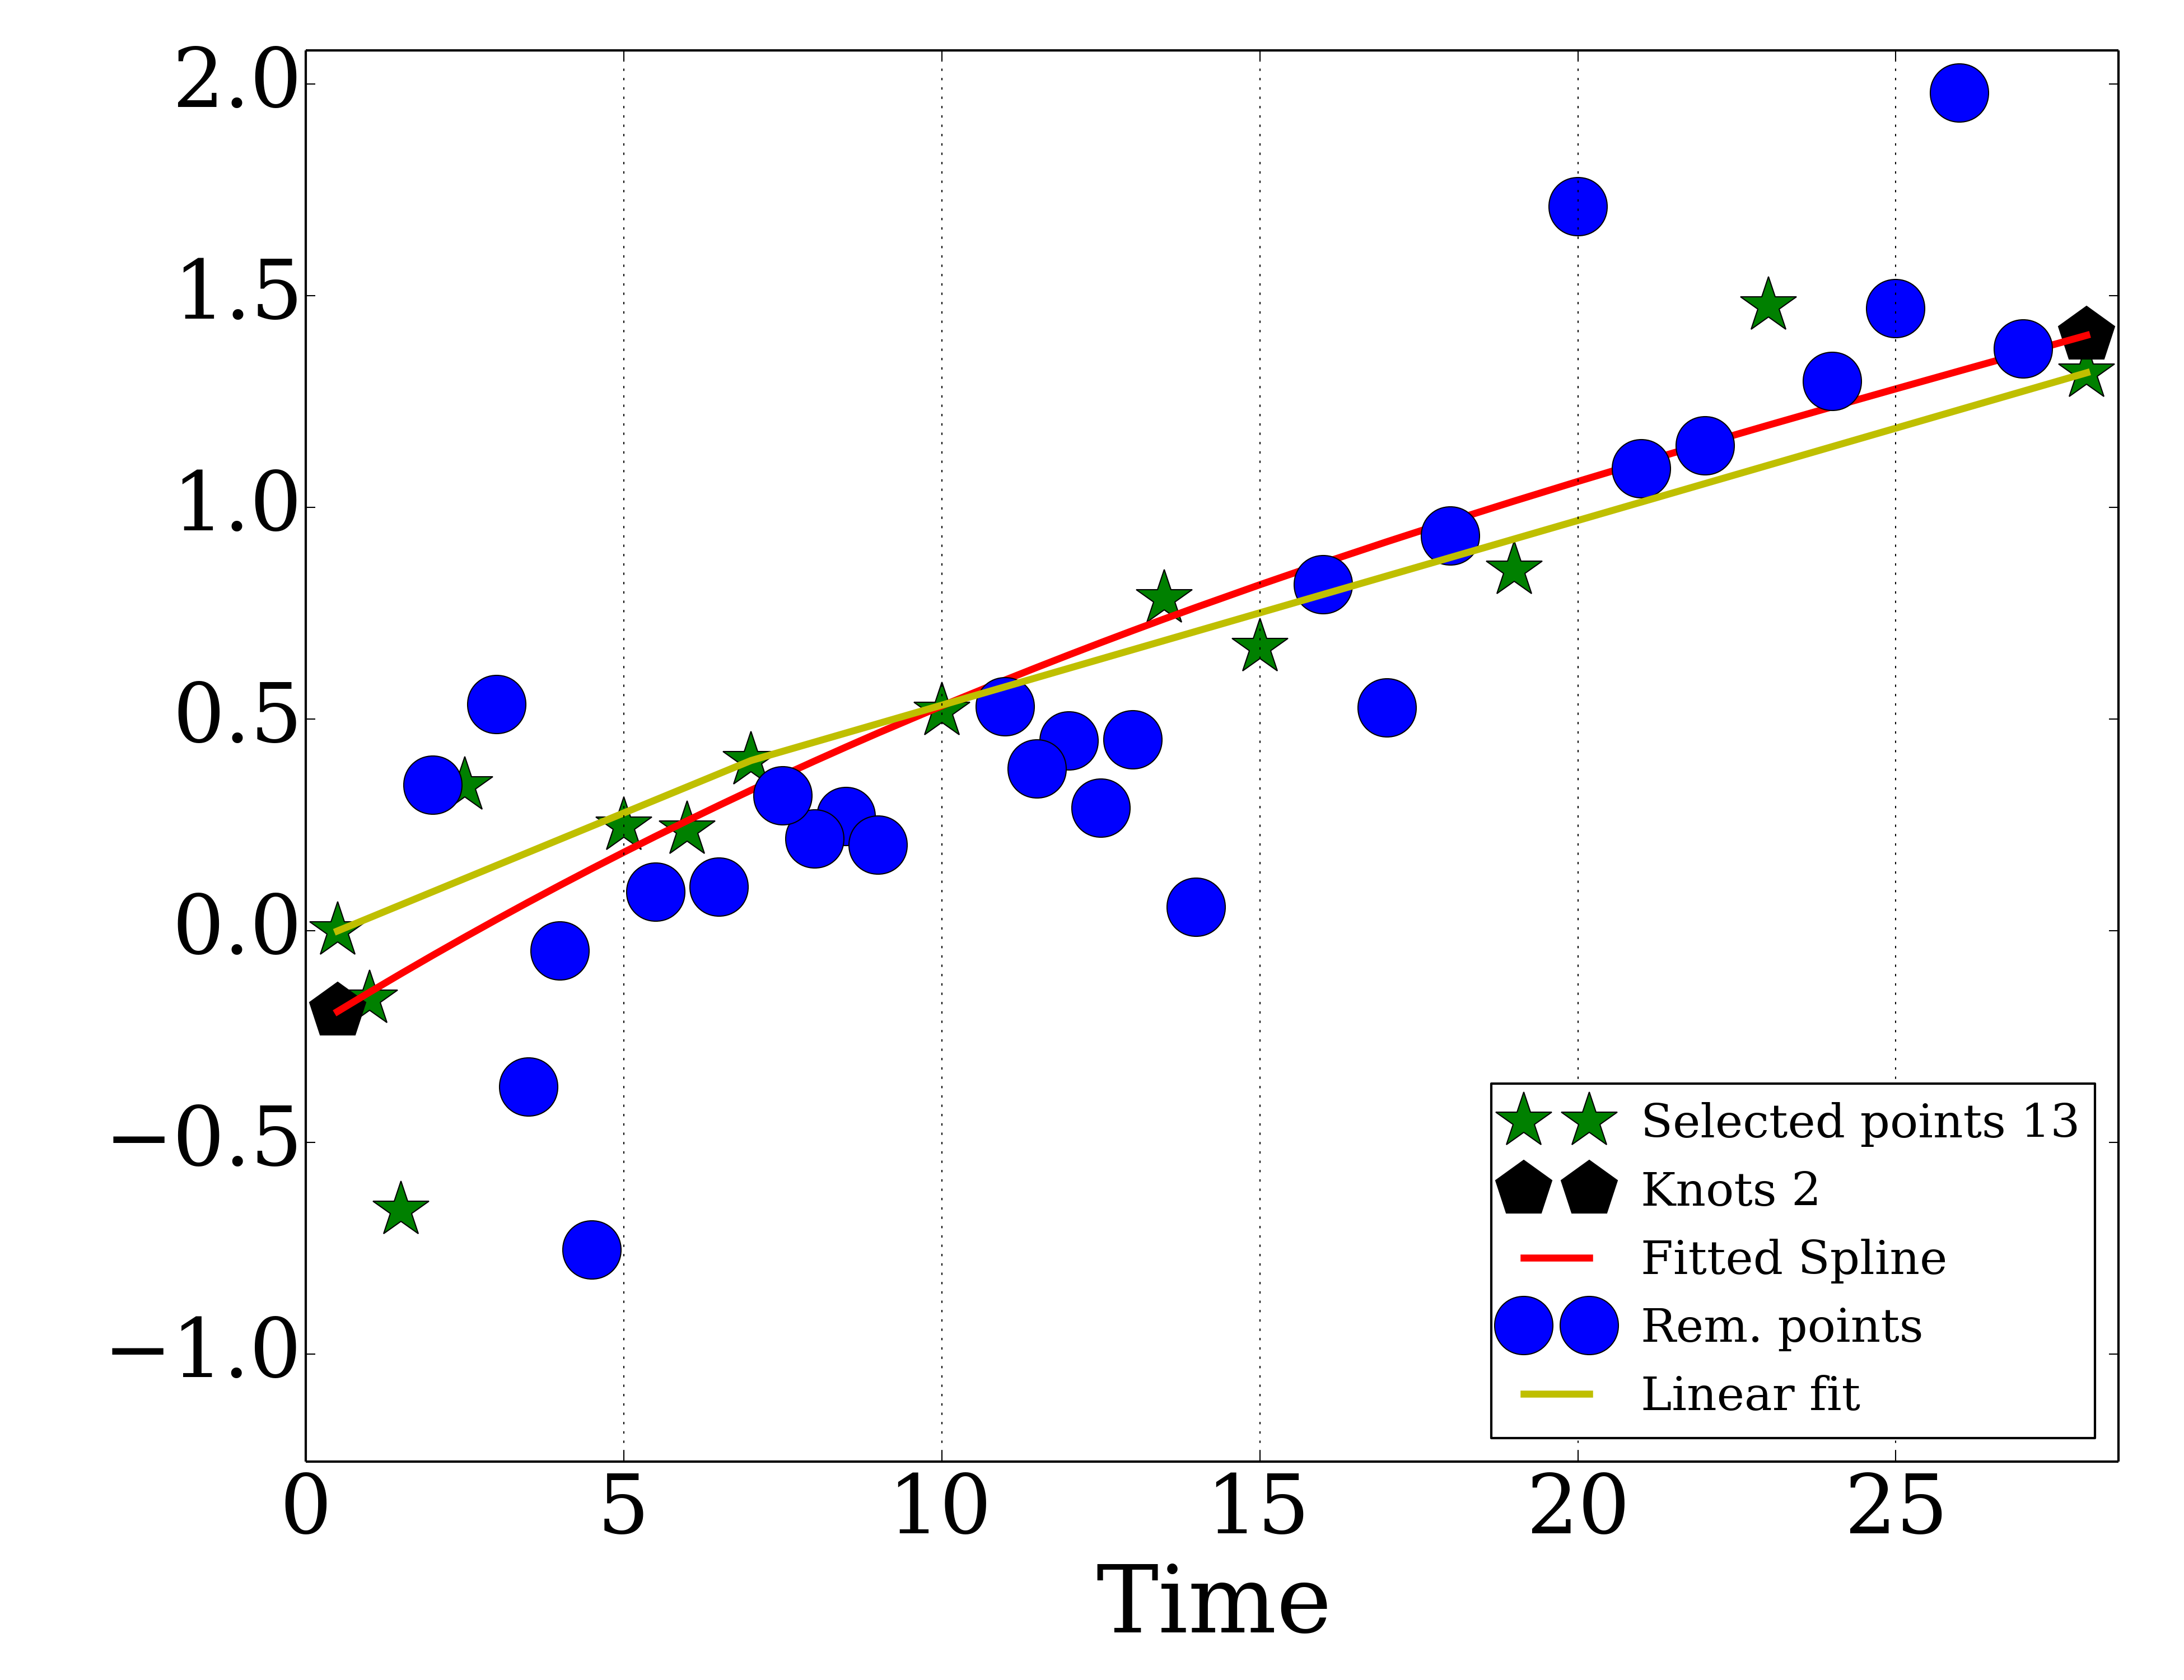 2.0
1.5
1.0
0.5
0.0
−0.5
−1.0
0 5 10 15 20 25
Time
Selected points 13
Knots 2
Fitted Spline
Rem. points
Linear fit